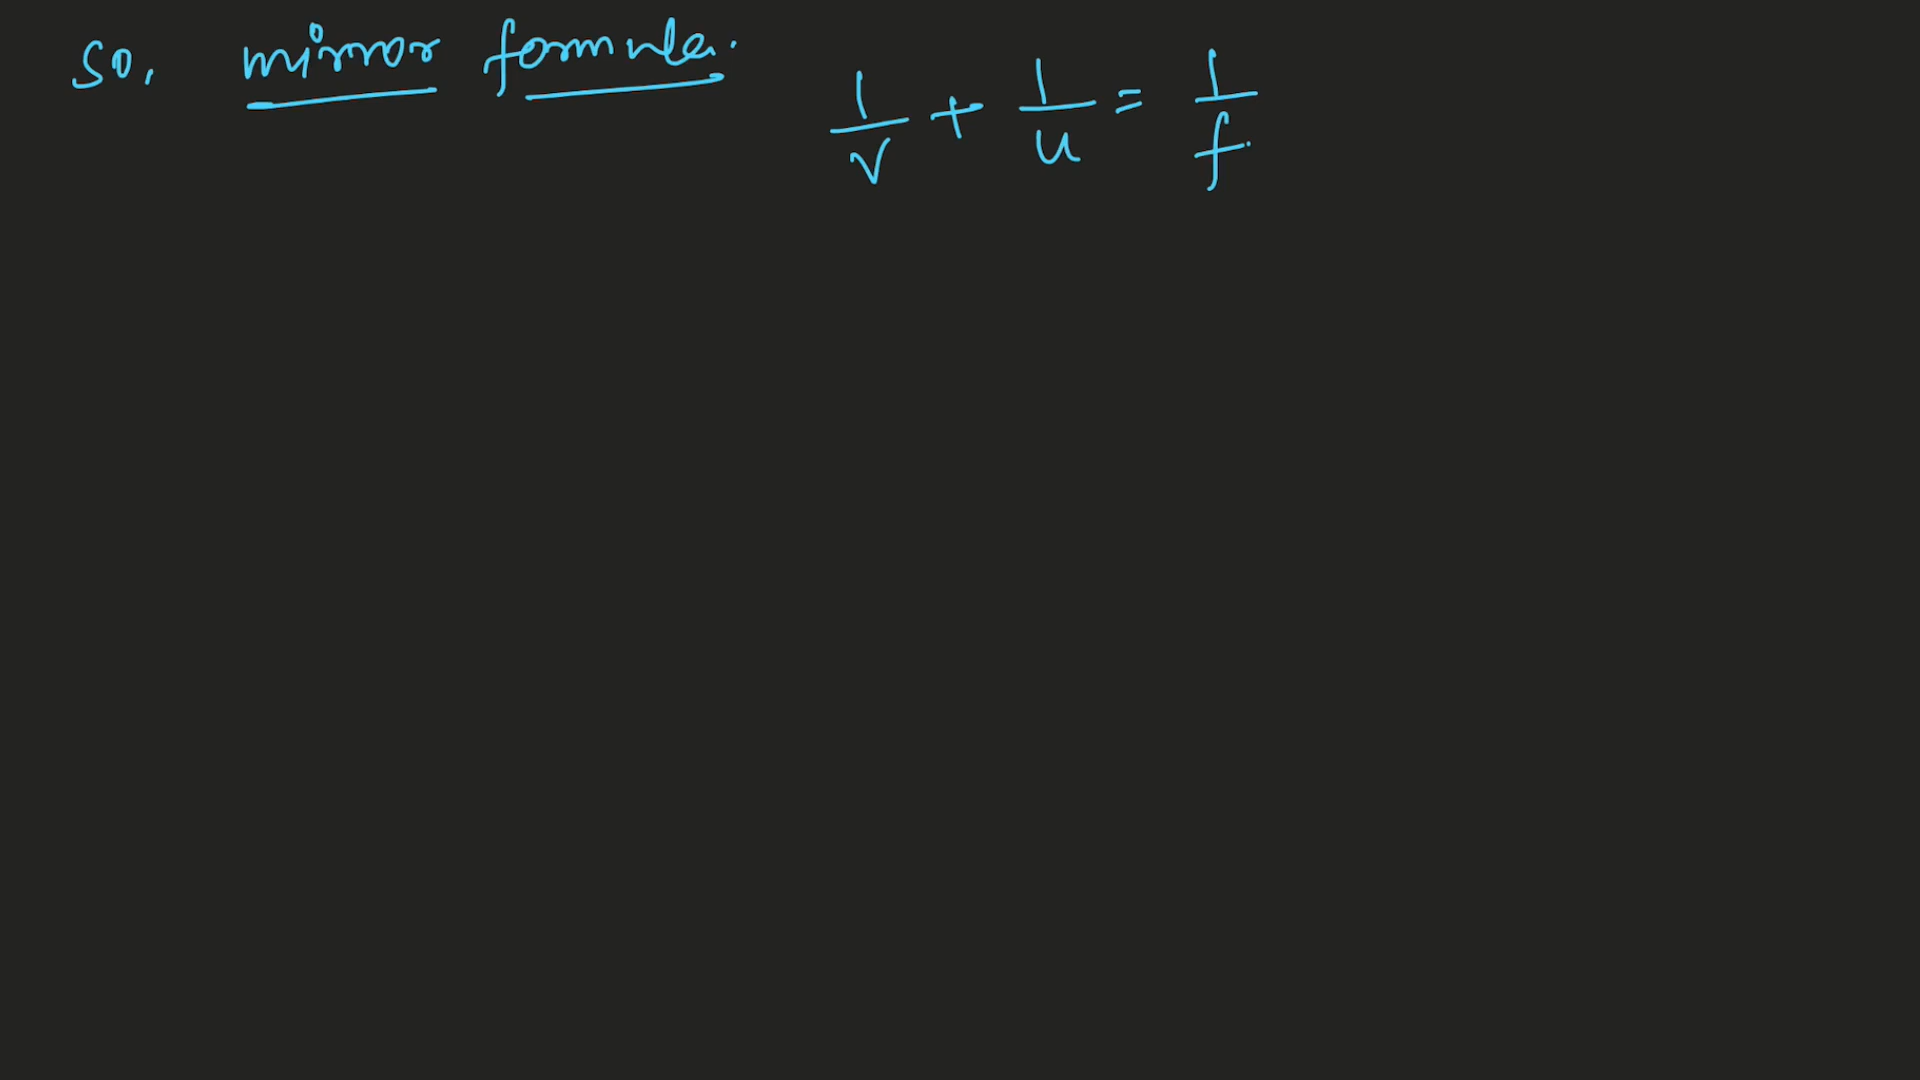 So, mirror formula.
1/v + 1/u = 1/f